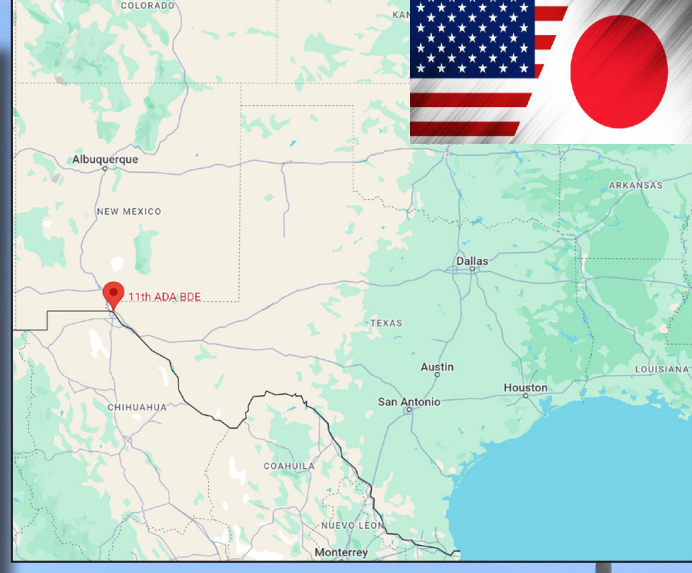 COLORADO
KAN
Albuquerque
ARKANSAS
NEW MEXICO
Dallas
11th ADA BDE
TEXAS
Austin
LOUISIANA
Houston
San Antonio
CHIHUAHUA
COAHUILA
NUEVO LEON
Monterrey